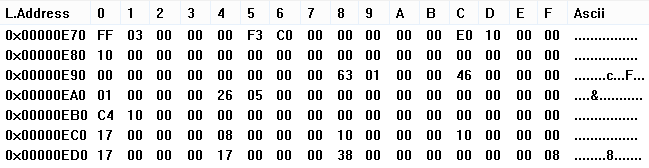 L.Address 0 1 2 3 4 5 6 7 8 9 A B C D E F Ascii
0x00000E70 FF 03 00 00 00 F3 C0 00 00 00 00 00 E0 10 00 00 ................
0x00000E80 10 00 00 00 00 00 00 00 00 00 00 00 00 00 00 00 ................
0x00000E90 00 00 00 00 00 00 00 00 63 01 00 00 46 00 00 00 ........c...F...
0x00000EA0 01 00 00 00 26 05 00 00 00 00 00 00 00 00 00 00 ....&...........
0x00000EB0 C4 10 00 00 00 00 00 00 00 00 00 00 00 00 00 00 ................
0x00000EC0 17 00 00 00 08 00 00 00 10 00 00 00 10 00 00 00 ................
0x00000ED0 17 00 00 00 17 00 00 00 38 00 00 00 00 00 00 08 ........8.......